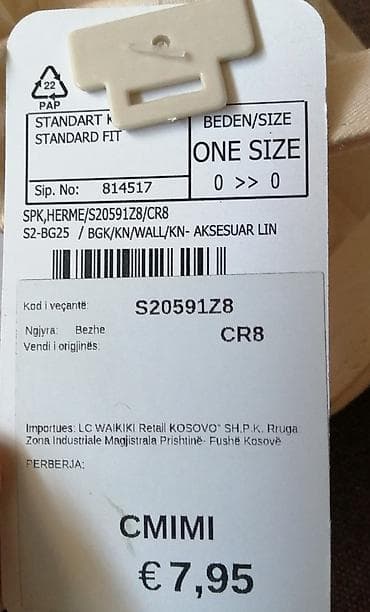 22
PAP
STANDART
STANDARD FIT
BEDEN/SIZE
ONE SIZE
0 >> 0
Sip. No: 814517
SPK,HERME/S20591Z8/CR8
S2-BG25 / BGK/KN/WALL/KN- AKSESUAR LIN
Kod i veçantë: S20591Z8
Ngjyra: Bezhe CR8
Vendi i origjinës:
Importues: LC WAIKIKI Retail KOSOVO" SH.P.K. Rruga
Zona Industriale Magjistrala Prishtinë- Fushë Kosovë
PERBERJA:
CMIMI
€ 7,95